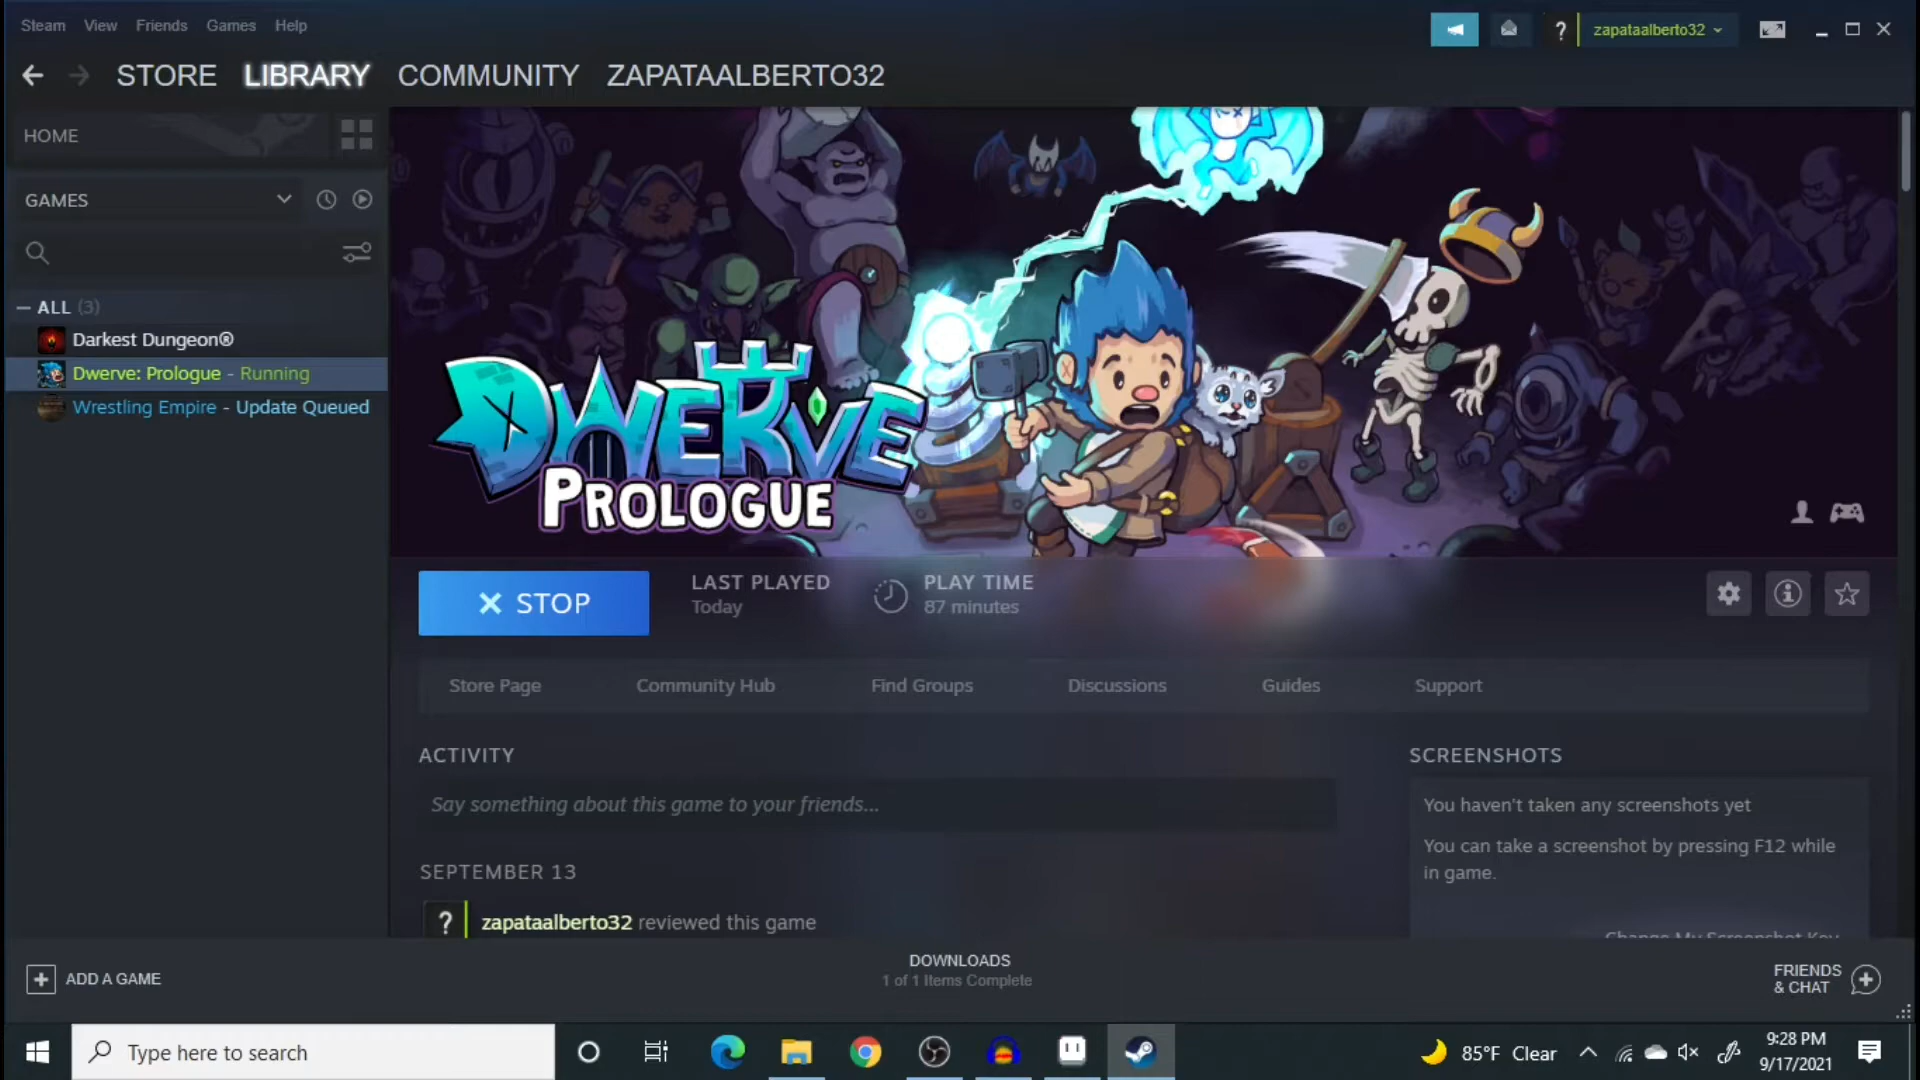 Steam View Friends Games Help
zapataalberto32
STORE LIBRARY COMMUNITY ZAPATAALBERTO32
HOME
GAMES
ALL (3)
Darkest Dungeon®
Dwerve: Prologue - Running
Wrestling Empire - Update Queued
DWERVE
PROLOGUE
STOP
LAST PLAYED
Today
PLAY TIME
87 minutes
Store Page Community Hub Find Groups Discussions Guides Support
ACTIVITY
Say something about this game to your friends...
SEPTEMBER 13
? zapataalberto32 reviewed this game
SCREENSHOTS
You haven't taken any screenshots yet
You can take a screenshot by pressing F12 while
in game.
Change My Screenshot Key
ADD A GAME
DOWNLOADS
1 of 1 Items Complete
FRIENDS
& CHAT
Type here to search
85°F Clear
9:28 PM
9/17/2021